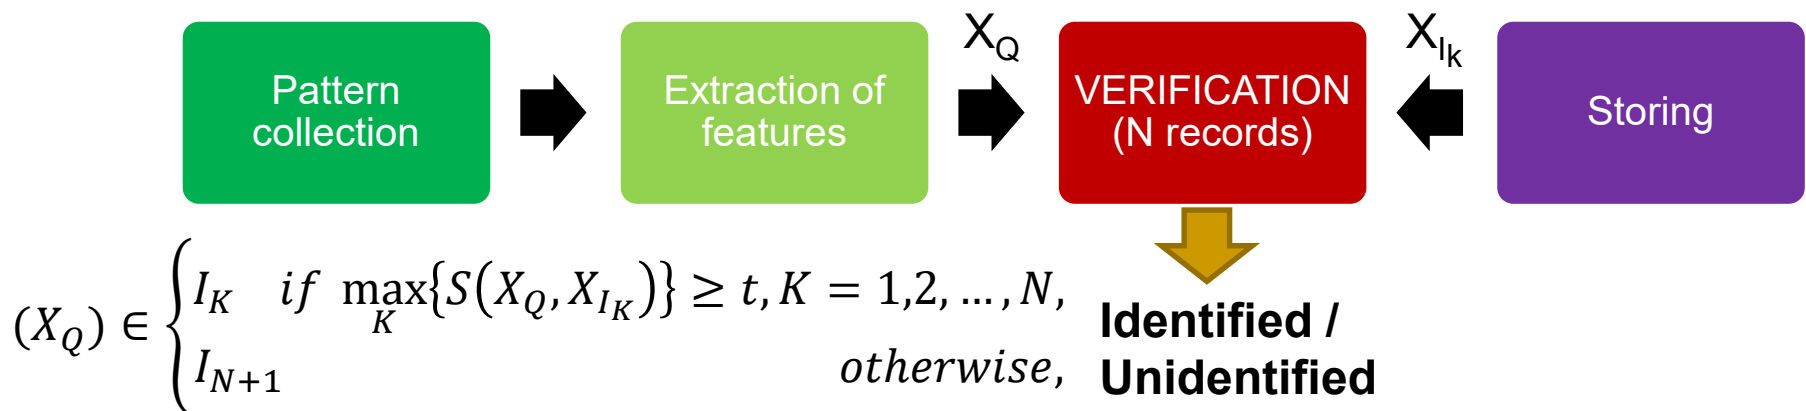 Pattern
collection
Extraction of
features
X_Q
VERIFICATION
(N records)
X_{I_k}
Storing
(X_Q) ∈ { I_K if max_K{S(X_Q, X_{I_K})} ≥ t, K = 1,2, … , N,
I_{N+1} otherwise,
Identified /
Unidentified